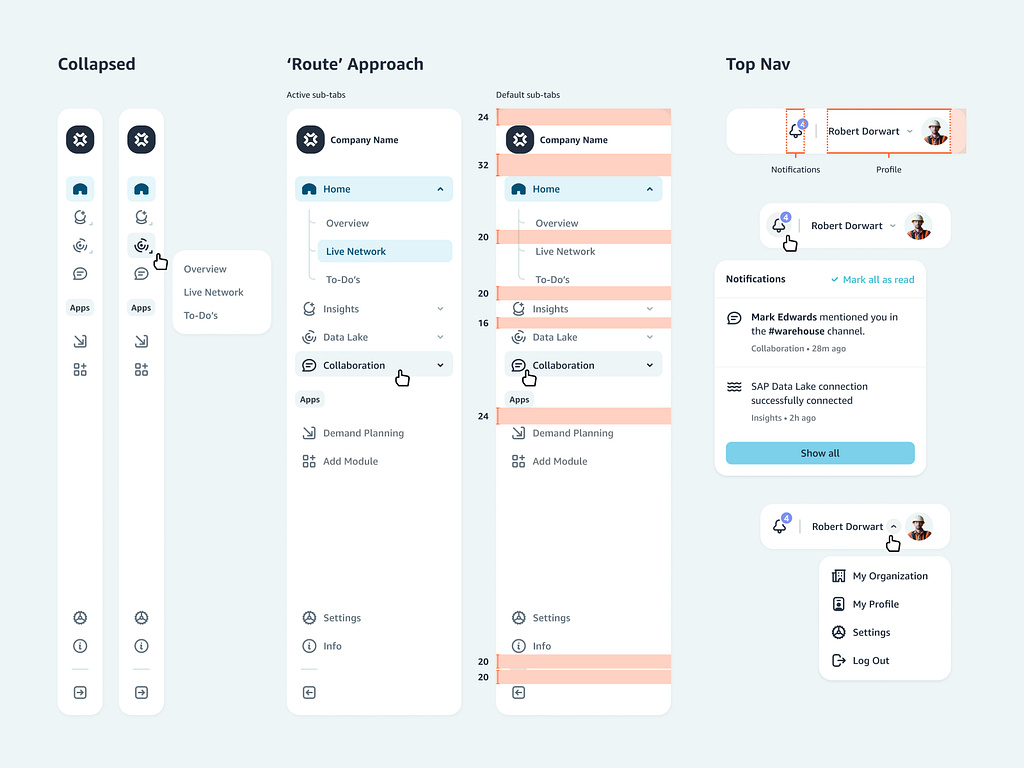 Collapsed
Apps
Apps
Overview
Live Network
To-Do's
‘Route’ Approach
Active sub-tabs
Company Name
Home
Overview
Live Network
To-Do's
Insights
Data Lake
Collaboration
Apps
Demand Planning
Add Module
Settings
Info
Default sub-tabs
24
Company Name
32
Home
Overview
20
Live Network
To-Do's
20
Insights
16
Data Lake
Collaboration
Apps
24
Demand Planning
Add Module
Settings
Info
20
20
Top Nav
4
Robert Dorwart
Notifications
Profile
4
Robert Dorwart
Notifications
Mark all as read
Mark Edwards mentioned you in
the #warehouse channel.
Collaboration • 28m ago
SAP Data Lake connection
successfully connected
Insights • 2h ago
Show all
4
Robert Dorwart
My Organization
My Profile
Settings
Log Out